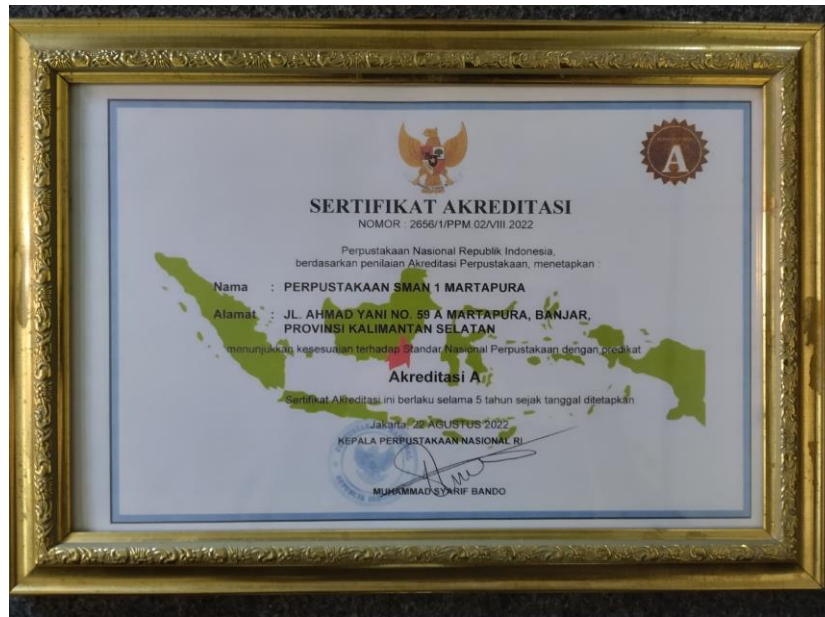 A
SERTIFIKAT AKREDITASI
NOMOR : 2656/1/PPM.02/VIII.2022
Perpustakaan Nasional Republik Indonesia,
berdasarkan penilaian Akreditasi Perpustakaan, menetapkan :
Nama : PERPUSTAKAAN SMAN 1 MARTAPURA
Alamat : JL. AHMAD YANI NO. 59 A MARTAPURA, BANJAR,
PROVINSI KALIMANTAN SELATAN
menunjukkan kesesuaian terhadap Standar Nasional Perpustakaan dengan predikat
Akreditasi A
Sertifikat Akreditasi ini berlaku selama 5 tahun sejak tanggal ditetapkan
Jakarta, 22 AGUSTUS 2022
KEPALA PERPUSTAKAAN NASIONAL RI
MUHAMMAD SYARIF BANDO